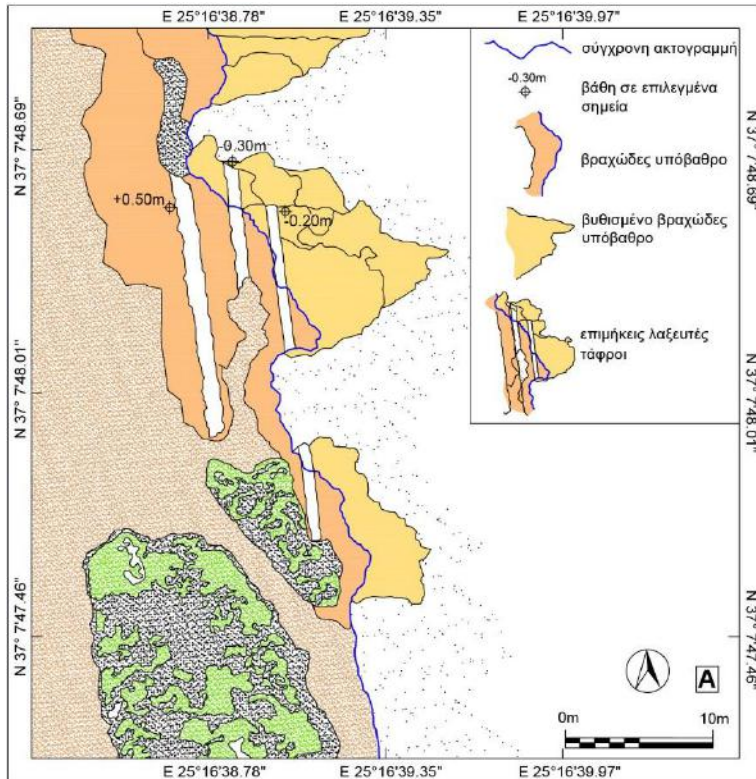 E 25°16'38.78"
E 25°16'39.35"
E 25°16'39.97"
N 37° 7'48.69"
N 37° 7'48.01"
N 37° 7'47.46"
-0.30m
+0.50m
-0.20m
σύγχρονη ακτογραμμή
-0.30m
βάθη σε επιλεγμένα
σημεία
βραχώδες υπόβαθρο
βυθισμένο βραχώδες
υπόβαθρο
επιμήκεις λαξευτές
τάφροι
N 37° 7'48.69"
N 37° 7'48.01"
N 37° 7'47.46"
A
0m
10m
E 25°16'38.78"
E 25°16'39.35"
E 25°16'39.97"